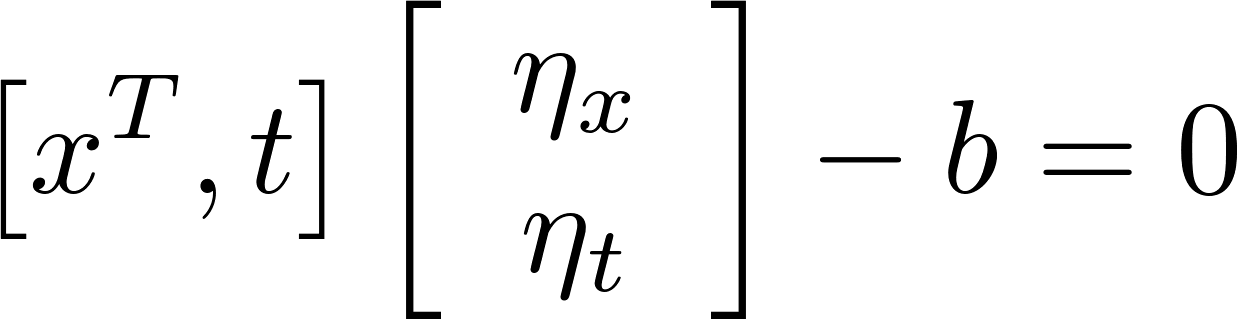 [x^T, t] [ η_x ; η_t ] − b = 0